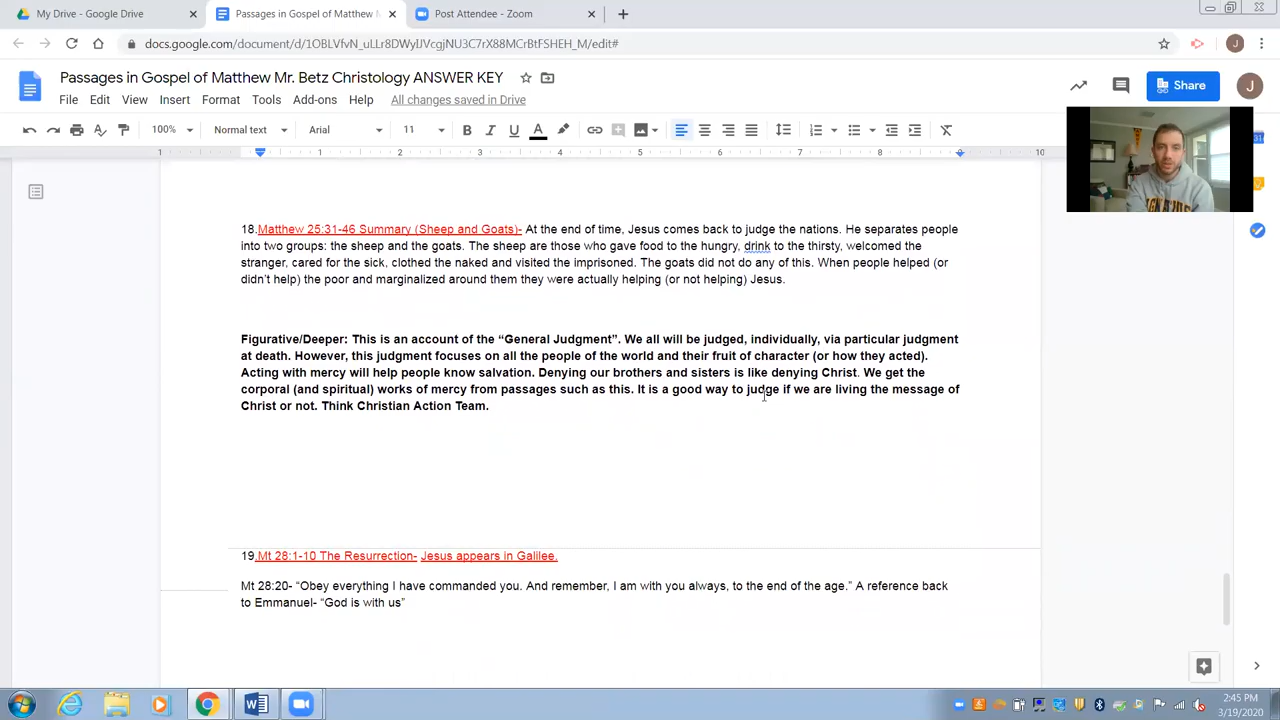 My Drive - Google Drive
Passages in Gospel of Matthew M
Post Attendee - Zoom
docs.google.com/document/d/1OBLVfvN_uLLr8DWyIJVcgjNU3C7rX88MCrBtFSHEH_M/edit#
Passages in Gospel of Matthew Mr. Betz Christology ANSWER KEY
File Edit View Insert Format Tools Add-ons Help All changes saved in Drive
Share
J
J
100% Normal text Arial 11 B I U A
1 1 2 3 4 5 6 7 8 9 10
18.Matthew 25:31-46 Summary (Sheep and Goats)- At the end of time, Jesus comes back to judge the nations. He separates people
into two groups: the sheep and the goats. The sheep are those who gave food to the hungry, drink to the thirsty, welcomed the
stranger, cared for the sick, clothed the naked and visited the imprisoned. The goats did not do any of this. When people helped (or
didn't help) the poor and marginalized around them they were actually helping (or not helping) Jesus.
Figurative/Deeper: This is an account of the “General Judgment”. We all will be judged, individually, via particular judgment
at death. However, this judgment focuses on all the people of the world and their fruit of character (or how they acted).
Acting with mercy will help people know salvation. Denying our brothers and sisters is like denying Christ. We get the
corporal (and spiritual) works of mercy from passages such as this. It is a good way to judge if we are living the message of
Christ or not. Think Christian Action Team.
19.Mt 28:1-10 The Resurrection- Jesus appears in Galilee.
Mt 28:20- “Obey everything I have commanded you. And remember, I am with you always, to the end of the age.” A reference back
to Emmanuel- “God is with us”
2:45 PM
3/19/2020